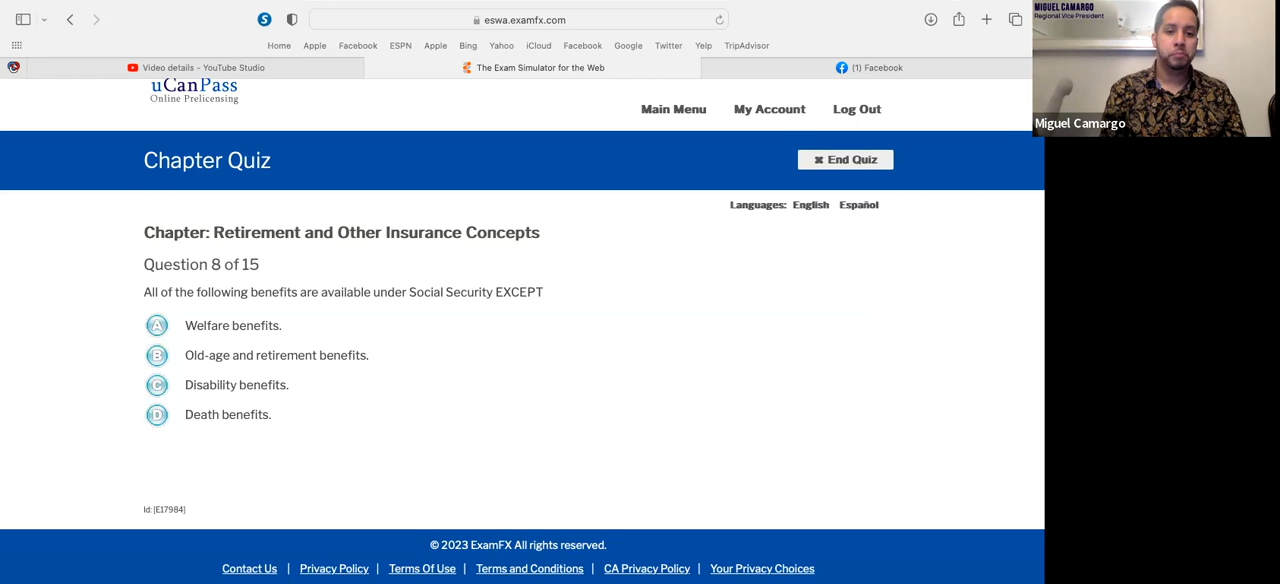 eswa.examfx.com
Home Apple Facebook ESPN Apple Bing Yahoo iCloud Facebook Google Twitter Yelp TripAdvisor
Video details - YouTube Studio
The Exam Simulator for the Web
(1) Facebook
MIGUEL CAMARGO
Regional Vice President
Miguel Camargo
uCanPass
Online Prelicensing
Main Menu My Account Log Out
Chapter Quiz
✖ End Quiz
Languages: English Español
Chapter: Retirement and Other Insurance Concepts
Question 8 of 15
All of the following benefits are available under Social Security EXCEPT
A Welfare benefits.
B Old-age and retirement benefits.
C Disability benefits.
D Death benefits.
Id: [E17984]
© 2023 ExamFX All rights reserved.
Contact Us | Privacy Policy | Terms Of Use | Terms and Conditions | CA Privacy Policy | Your Privacy Choices